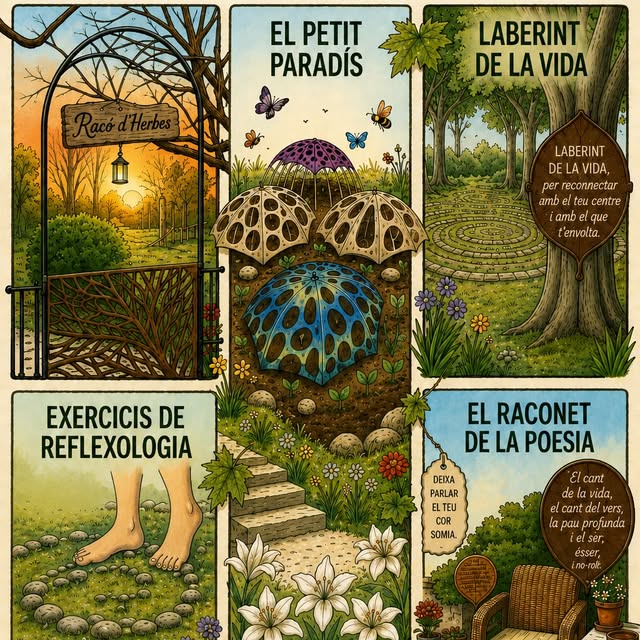 Racó d'Herbes
EL PETIT
PARADÍS
LABERINT
DE LA VIDA
LABERINT
DE LA VIDA,
per reconnectar
amb el teu centre
i amb el que
t'envolta.
EXERCICIS DE
REFLEXOLOGIA
EL RACONET
DE LA POESIA
DEIXA
PARLAR
EL TEU
COR
SOMIA.
"El cant
de la vida,
el cant del vers,
la pau profunda
i el ser,
ésser,
i no-rolt.